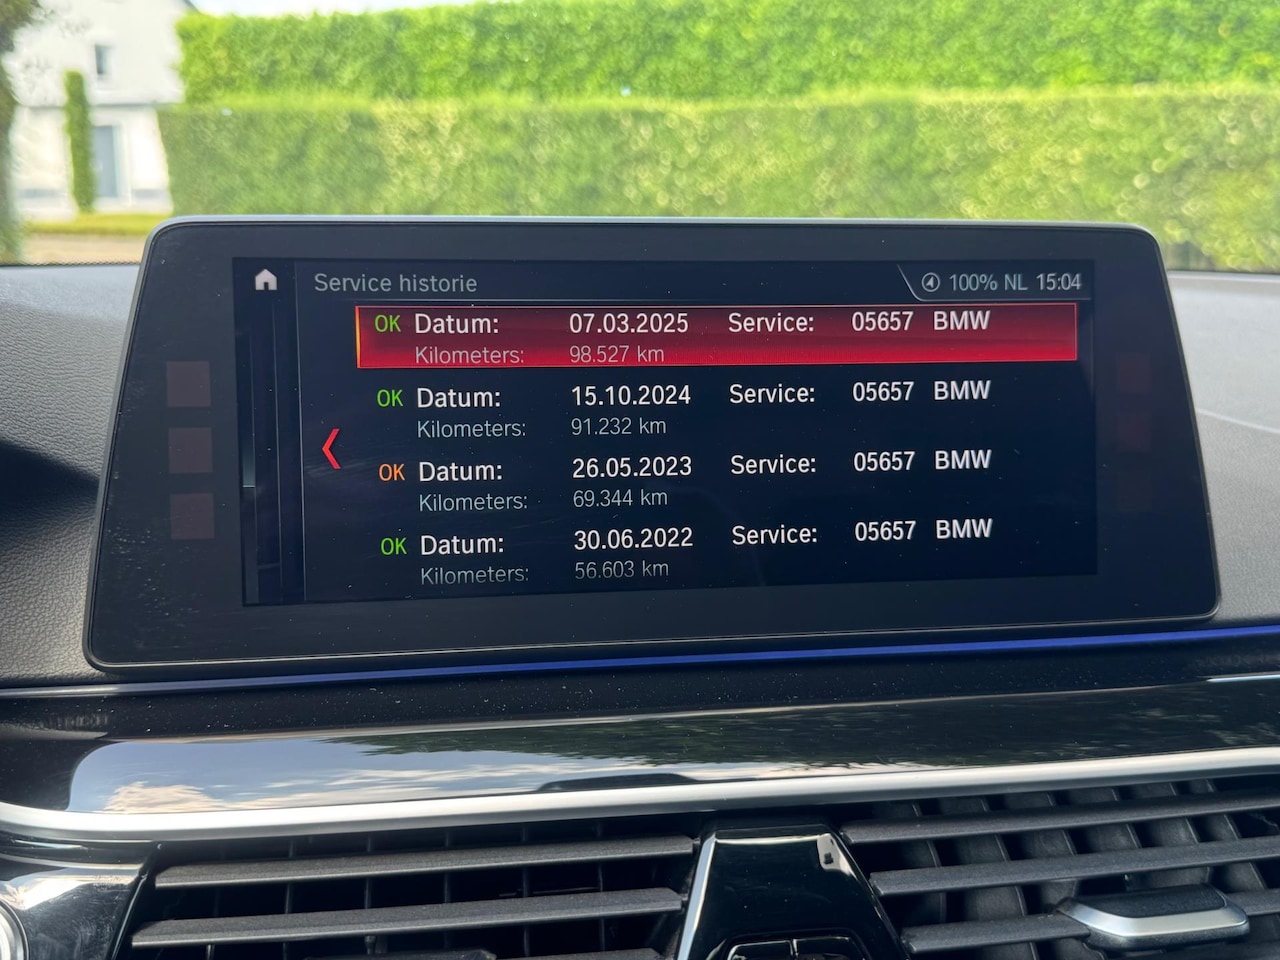 Service historie
100% NL 15:04
OK Datum: 07.03.2025 Service: 05657 BMW
Kilometers: 98.527 km
OK Datum: 15.10.2024 Service: 05657 BMW
Kilometers: 91.232 km
OK Datum: 26.05.2023 Service: 05657 BMW
Kilometers: 69.344 km
OK Datum: 30.06.2022 Service: 05657 BMW
Kilometers: 56.603 km